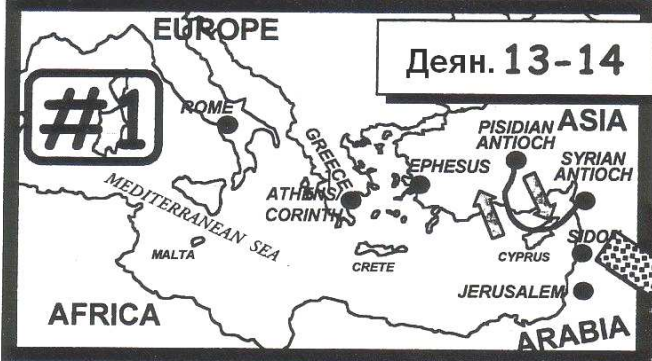 EUROPE
Деян. 13-14
#1
ROME
GREECE
PISIDIAN
ANTIOCH
ASIA
EPHESUS
SYRIAN
ANTIOCH
ATHENS/
CORINTH
MEDITERRANEAN SEA
MALTA
CRETE
CYPRUS
SIDON
JERUSALEM
AFRICA
ARABIA